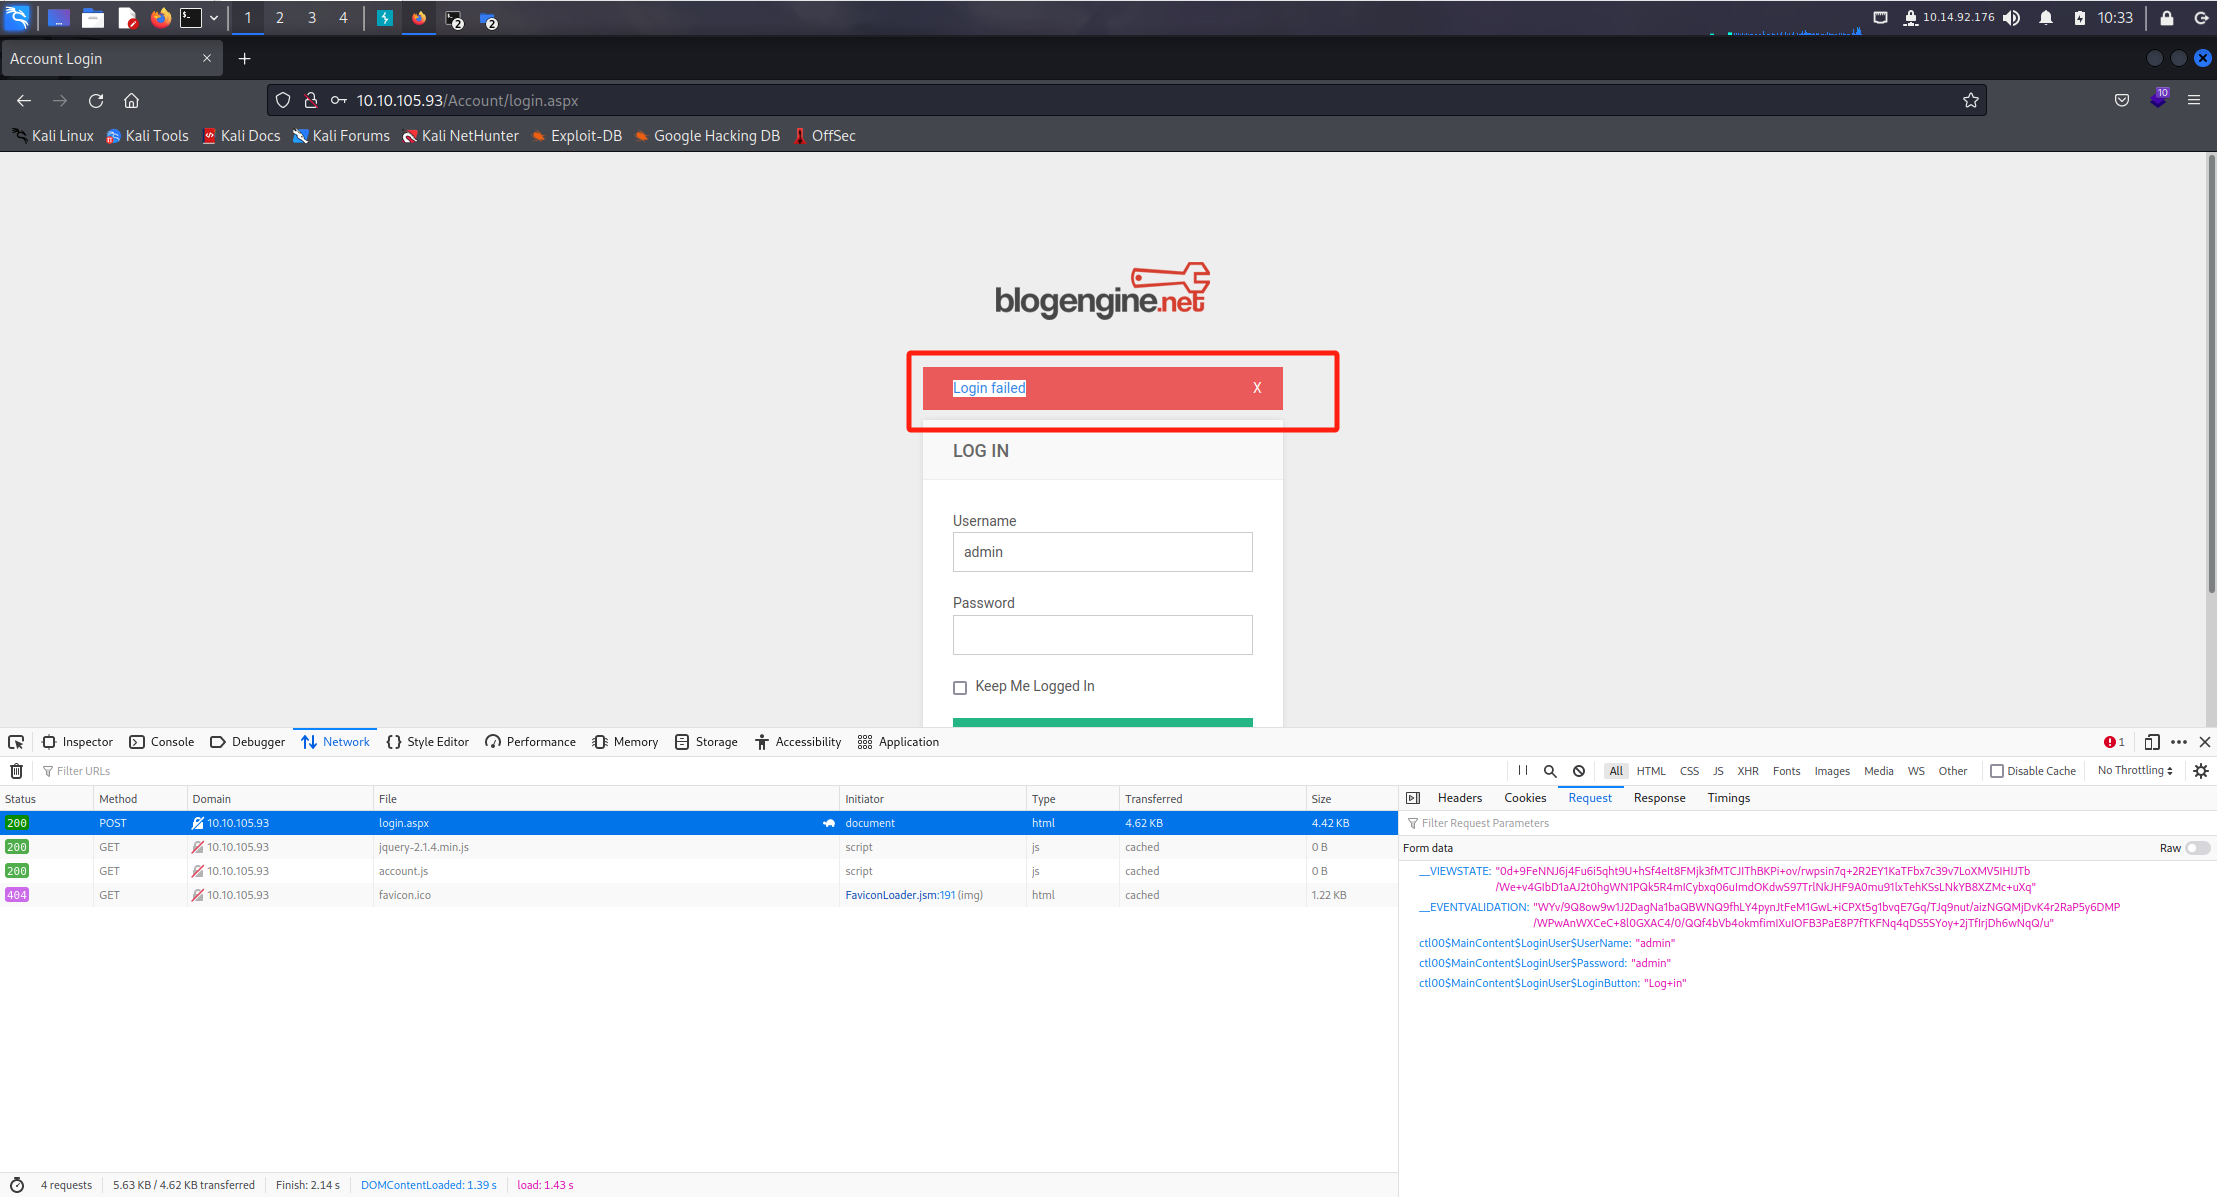 1 2 3 4 2 2 10.14.92.176 10:33
Account Login
10.10.105.93/Account/login.aspx 10
Kali Linux Kali Tools Kali Docs Kali Forums Kali NetHunter Exploit-DB Google Hacking DB OffSec
blogengine.net
Login failed X
LOG IN
Username
admin
Password
Keep Me Logged In
Inspector Console Debugger Network Style Editor Performance Memory Storage Accessibility Application 1
Filter URLs All HTML CSS JS XHR Fonts Images Media WS Other Disable Cache No Throttling
Status Method Domain File Initiator Type Transferred Size Headers Cookies Request Response Timings
200 POST 10.10.105.93 login.aspx document html 4.62 KB 4.42 KB
200 GET 10.10.105.93 jquery-2.1.4.min.js script js cached 0 B
200 GET 10.10.105.93 account.js script js cached 0 B
404 GET 10.10.105.93 favicon.ico FaviconLoader.jsm:191 (img) html cached 1.22 KB
Filter Request Parameters
Form data Raw
__VIEWSTATE: "0d+9FeNNJ6j4Fu6i5qht9U+hSf4eIt8FMjk3fMTCJIThBKPi+ov/rwpsin7q+2R2EY1KaTFbx7c39v7LoXMV5IHIJTb
/We+v4GIbD1aAJ2t0hgWN1PQk5R4mICybxq06uImdOKdwS97TrlNkJHF9A0mu91lxTehKSsLNkYB8XZMc+uXq"
__EVENTVALIDATION: "WYv/9Q8ow9w1J2DagNa1baQBWNQ9fhLY4pynJtFeM1GwL+iCPXt5g1bvqE7Gq/TJq9nut/aizNGQMjDvK4r2RaP5y6DMP
/WPwAnWXCeC+8l0GXAC4/0/QQf4bVb4okmfimIXuIOFB3PaE8P7fTKFNq4qDS5SYoy+2jTfIrjDh6wNqQ/u"
ctl00$MainContent$LoginUser$UserName: "admin"
ctl00$MainContent$LoginUser$Password: "admin"
ctl00$MainContent$LoginUser$LoginButton: "Log+in"
4 requests 5.63 KB / 4.62 KB transferred Finish: 2.14 s DOMContentLoaded: 1.39 s load: 1.43 s